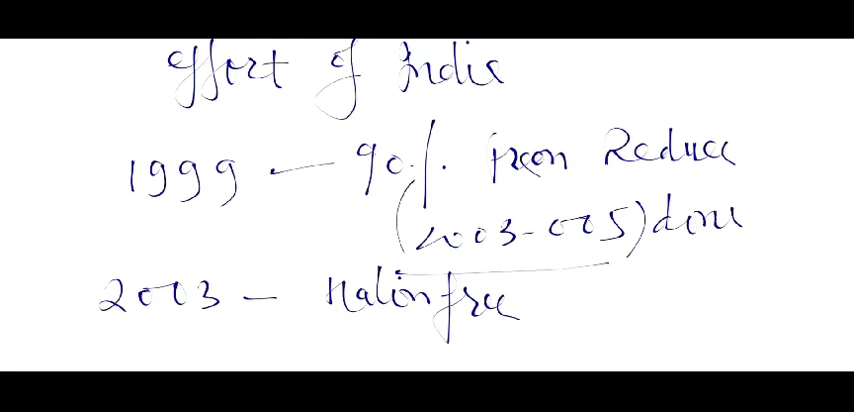 effort of India
1999 — 90% freon Reduce
(2003-005) done
2003 — Halon free